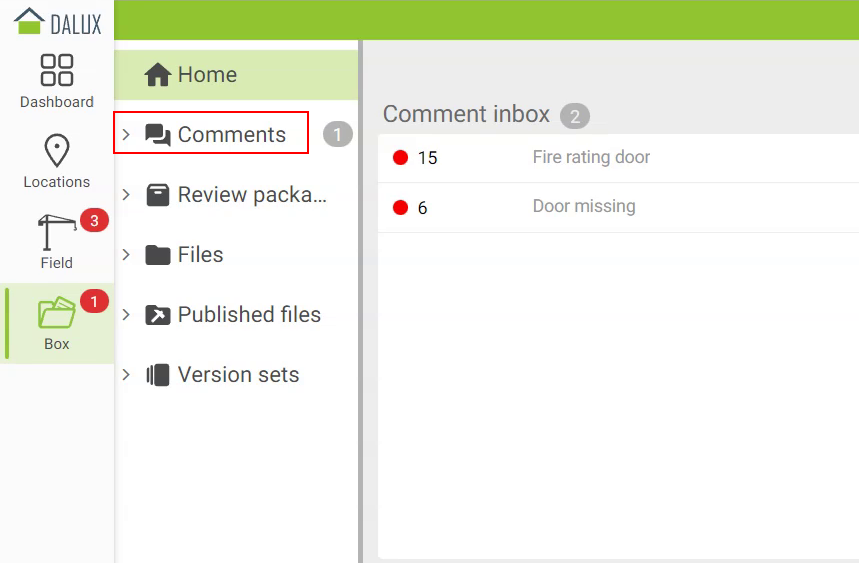 DALUX
Dashboard
Locations
3
Field
1
Box
Home
Comments 1
Review packa...
Files
Published files
Version sets
Comment inbox 2
15 Fire rating door
6 Door missing